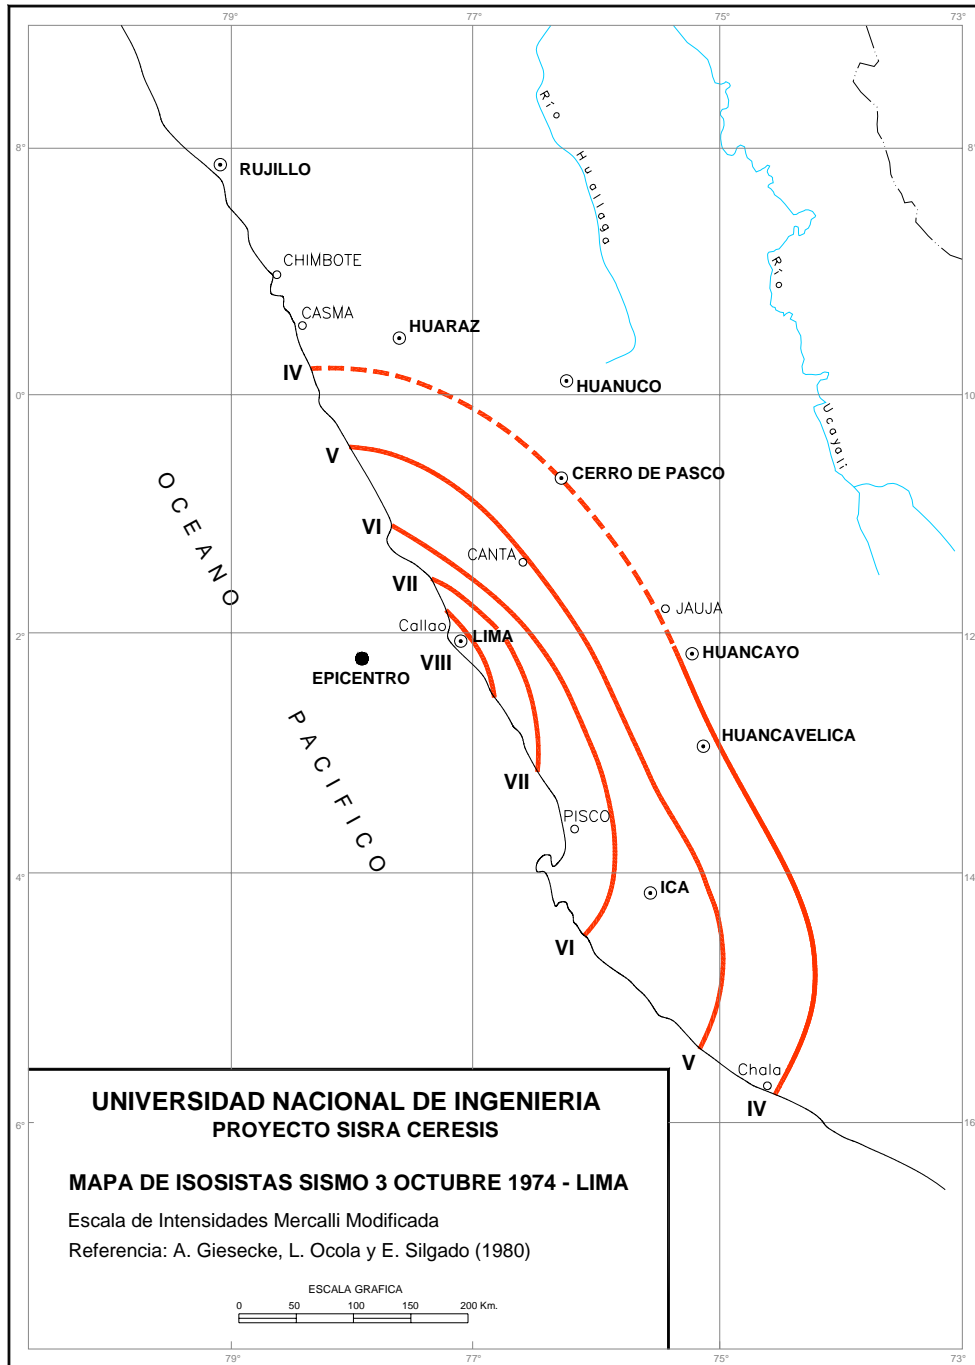 79°
77°
75°
73°
8°
8°
RUJILLO
Río
Huallaga
CHIMBOTE
CASMA
HUARAZ
Río
IV
HUANUCO
0°
10
Ucayali
V
CERRO DE PASCO
OCEANO
VI
CANTA
VII
JAUJA
Callao
LIMA
2°
12
VIII
HUANCAYO
EPICENTRO
PACIFICO
HUANCAVELICA
VII
PISCO
4°
14
ICA
VI
V
Chala
IV
6°
16
UNIVERSIDAD NACIONAL DE INGENIERIA
PROYECTO SISRA CERESIS
MAPA DE ISOSISTAS SISMO 3 OCTUBRE 1974 - LIMA
Escala de Intensidades Mercalli Modificada
Referencia: A. Giesecke, L. Ocola y E. Silgado (1980)
ESCALA GRAFICA
0 50 100 150 200 Km.
79°
77°
75°
73°